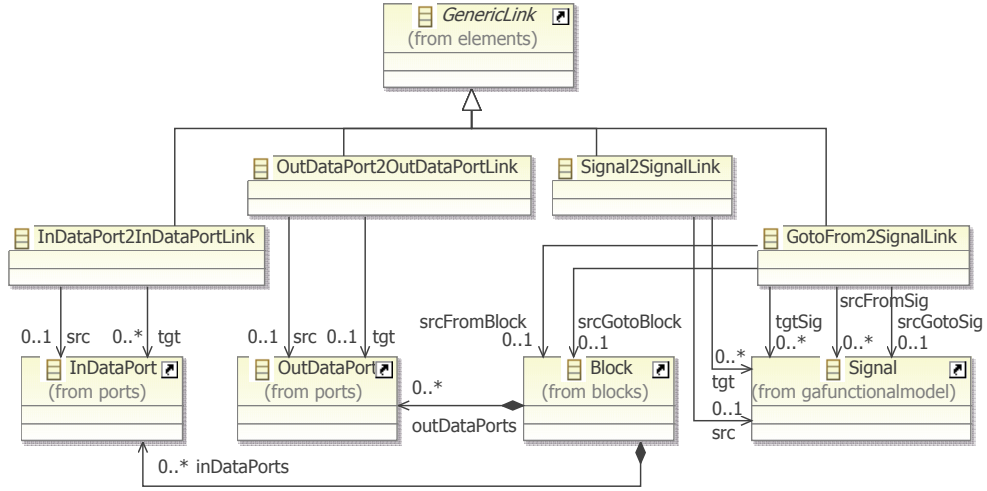 GenericLink
(from elements)
OutDataPort2OutDataPortLink
Signal2SignalLink
InDataPort2InDataPortLink
GotoFrom2SignalLink
srcFromSig
srcFromBlock
srcGotoBlock
tgtSig
srcGotoSig
0..1 src 0..* tgt
0..1 src 0..1 tgt
0..1
0..1
0..*
0..*
0..1
InDataPort
(from ports)
OutDataPort
(from ports)
Block
(from blocks)
0..*
tgt
Signal
(from gafunctionalmodel)
0..*
outDataPorts
0..1
src
0..* inDataPorts